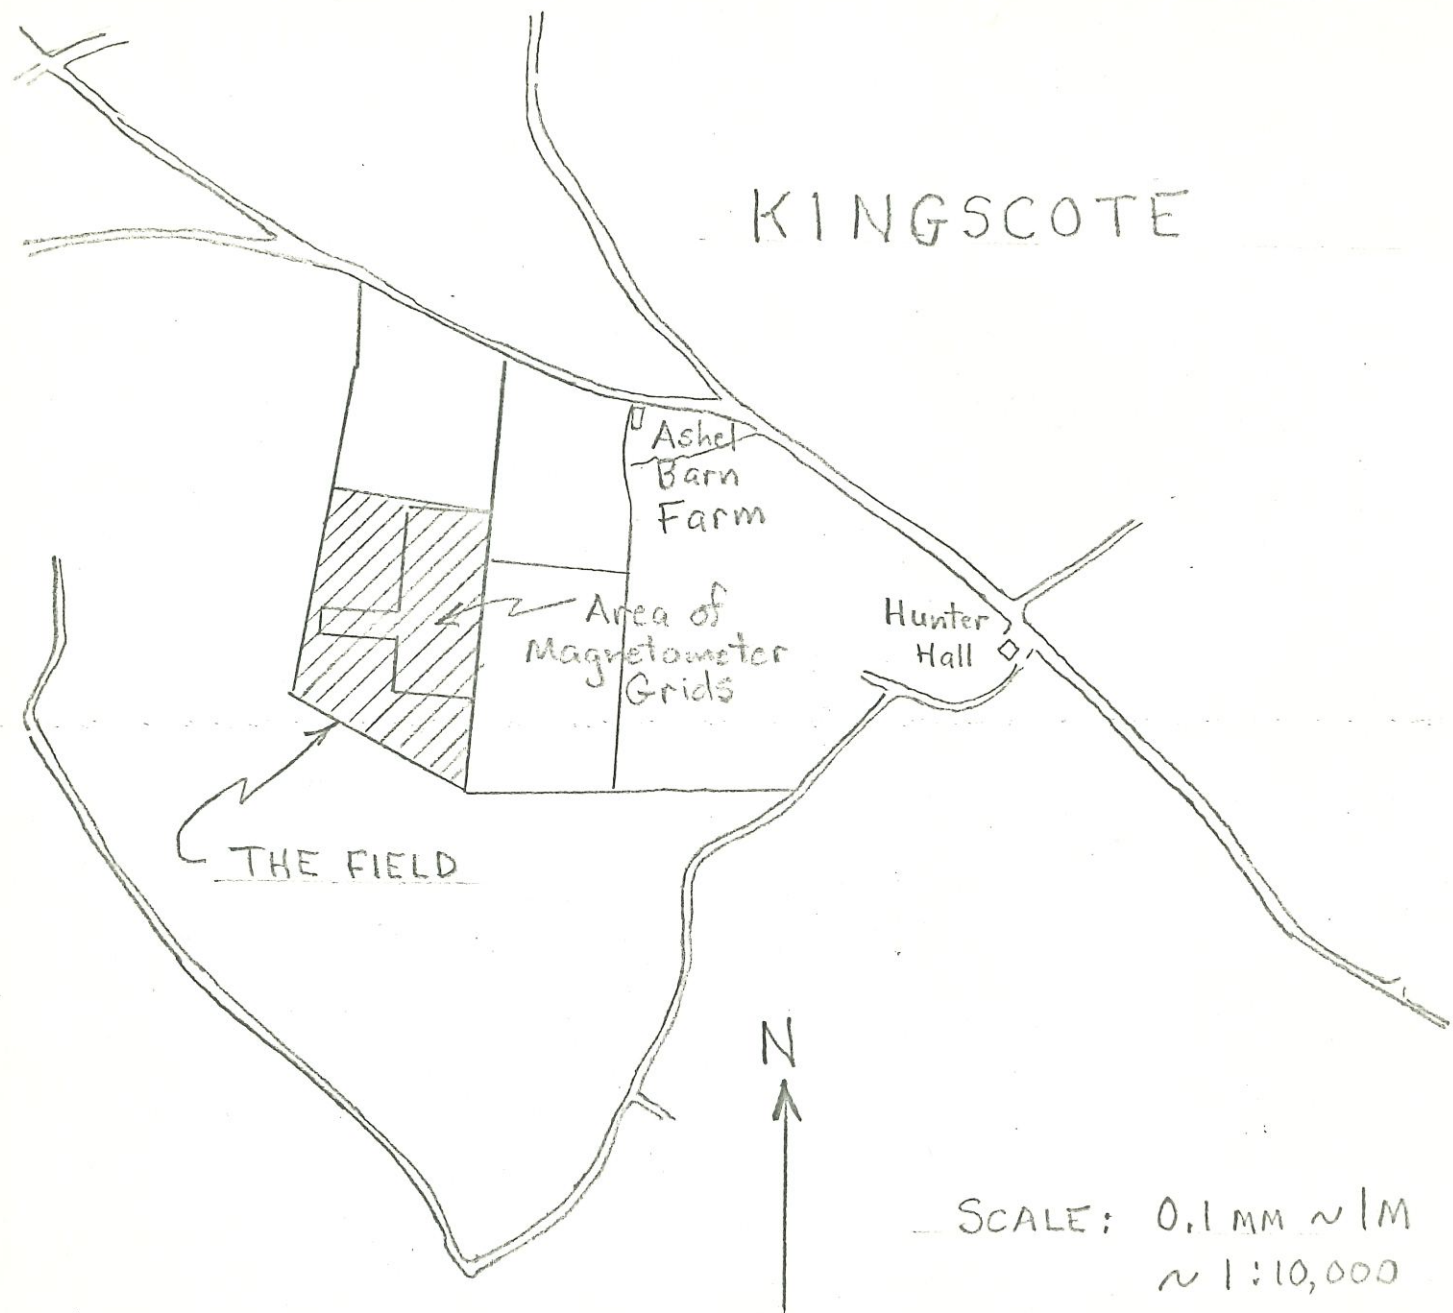 KINGSCOTE
Ashel
Barn
Farm
Area of
Magnetometer
Grids
Hunter
Hall
THE FIELD
N
SCALE: 0.1 MM ~ 1M
~ 1:10,000